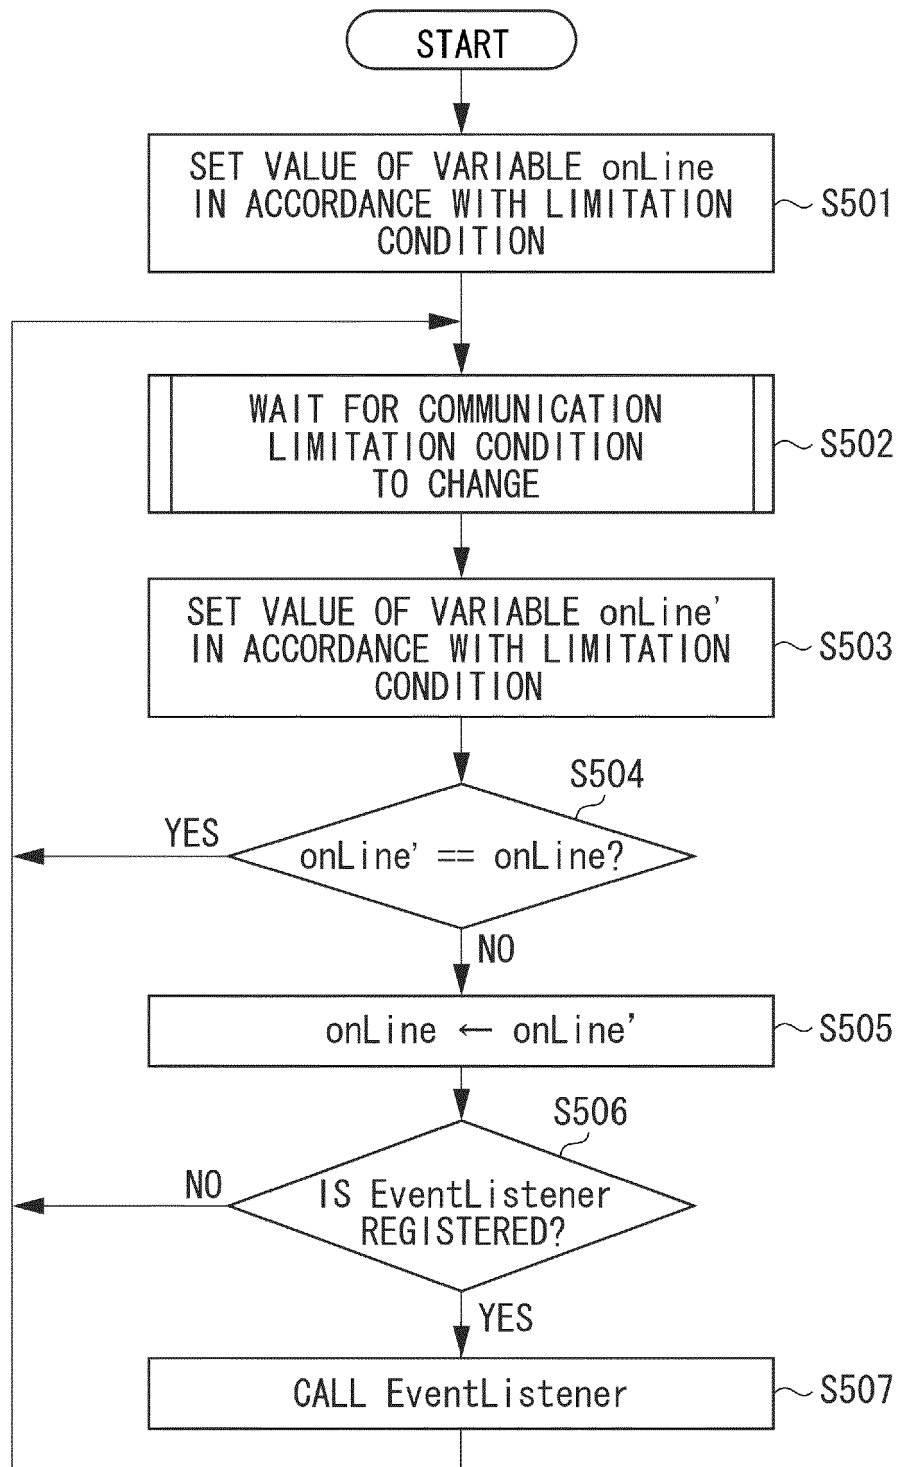 START
SET VALUE OF VARIABLE onLine
IN ACCORDANCE WITH LIMITATION
CONDITION
S501
WAIT FOR COMMUNICATION
LIMITATION CONDITION
TO CHANGE
S502
SET VALUE OF VARIABLE onLine'
IN ACCORDANCE WITH LIMITATION
CONDITION
S503
S504
YES
onLine' == onLine?
NO
onLine ← onLine'
S505
S506
NO
IS EventListener
REGISTERED?
YES
CALL EventListener
S507